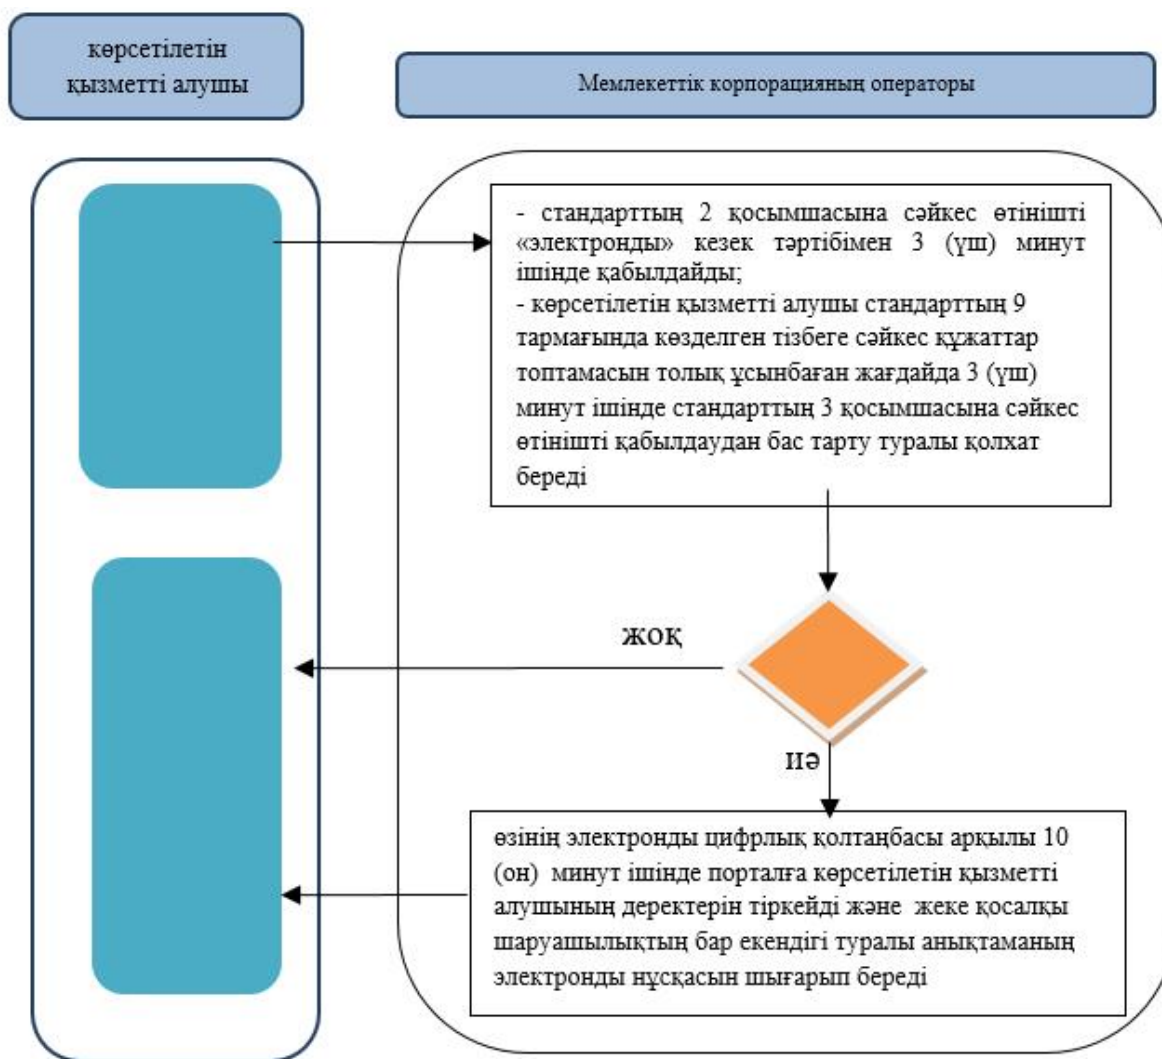 көрсетілетін
қызметті алушы
Мемлекеттік корпорацияның операторы
- стандарттың 2 қосымшасына сәйкес өтінішті
«электронды» кезек тәртібімен 3 (үш) минут
ішінде қабылдайды;
- көрсетілетін қызметті алушы стандарттың 9
тармағында көзделген тізбеге сәйкес құжаттар
топтамасын толық ұсынбаған жағдайда 3 (үш)
минут ішінде стандарттың 3 қосымшасына сәйкес
өтінішті қабылдаудан бас тарту туралы қолхат
береді
жоқ
иә
өзінің электронды цифрлық қолтаңбасы арқылы 10
(он) минут ішінде порталға көрсетілетін қызметті
алушының деректерін тіркейді және жеке қосалқы
шаруашылықтың бар екендігі туралы анықтаманың
электронды нұсқасын шығарып береді